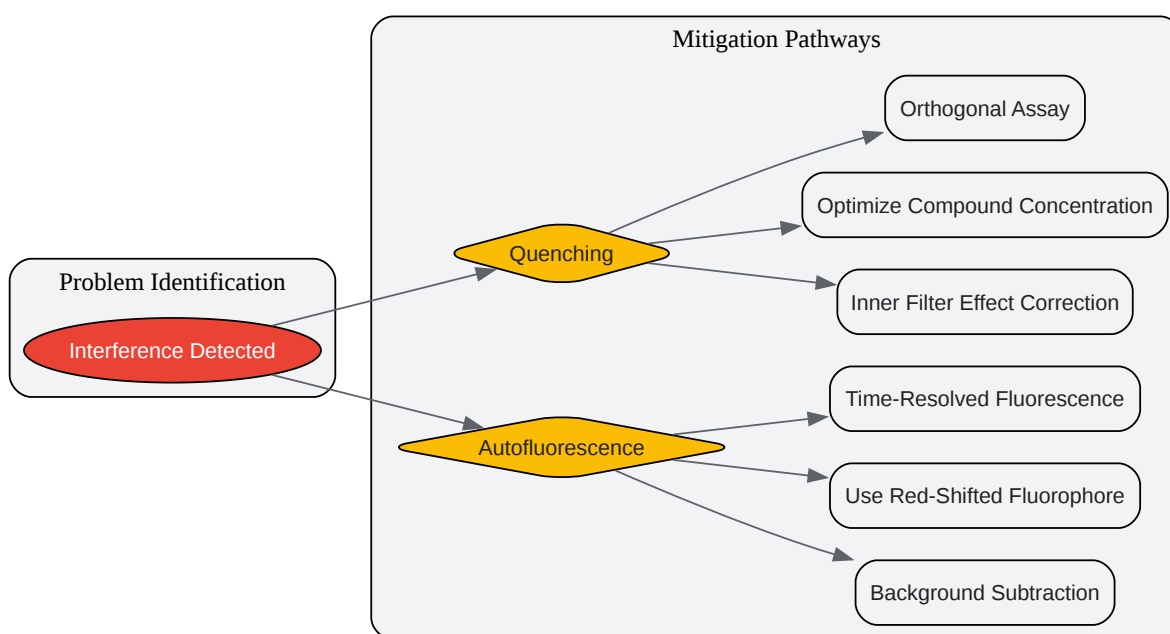 Mitigation Pathways
Orthogonal Assay
Optimize Compound Concentration
Quenching
Problem Identification
Inner Filter Effect Correction
Interference Detected
Time-Resolved Fluorescence
Autofluorescence
Use Red-Shifted Fluorophore
Background Subtraction